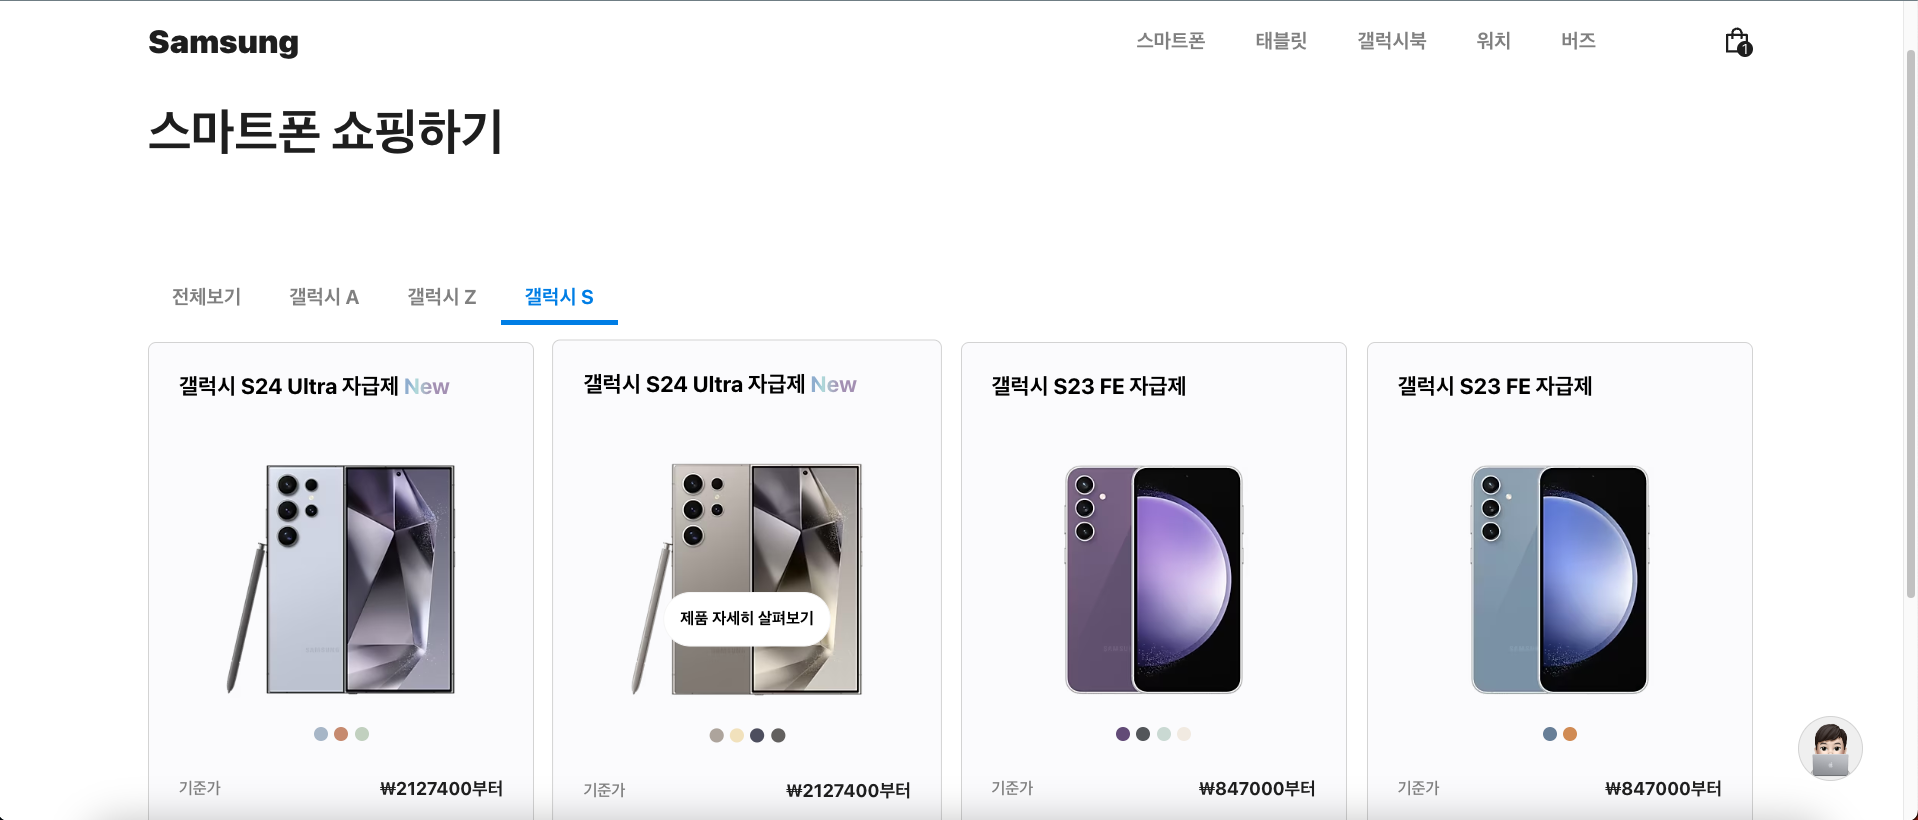 Samsung
스마트폰 태블릿 갤럭시북 워치 버즈
1
스마트폰 쇼핑하기
전체보기 갤럭시 A 갤럭시 Z 갤럭시 S
갤럭시 S24 Ultra 자급제 New
갤럭시 S24 Ultra 자급제 New
갤럭시 S23 FE 자급제
갤럭시 S23 FE 자급제
제품 자세히 살펴보기
SAMSUNG
SAMSUNG
SAMSUNG
기준가 ₩2127400부터
기준가 ₩2127400부터
기준가 ₩847000부터
기준가 ₩847000부터